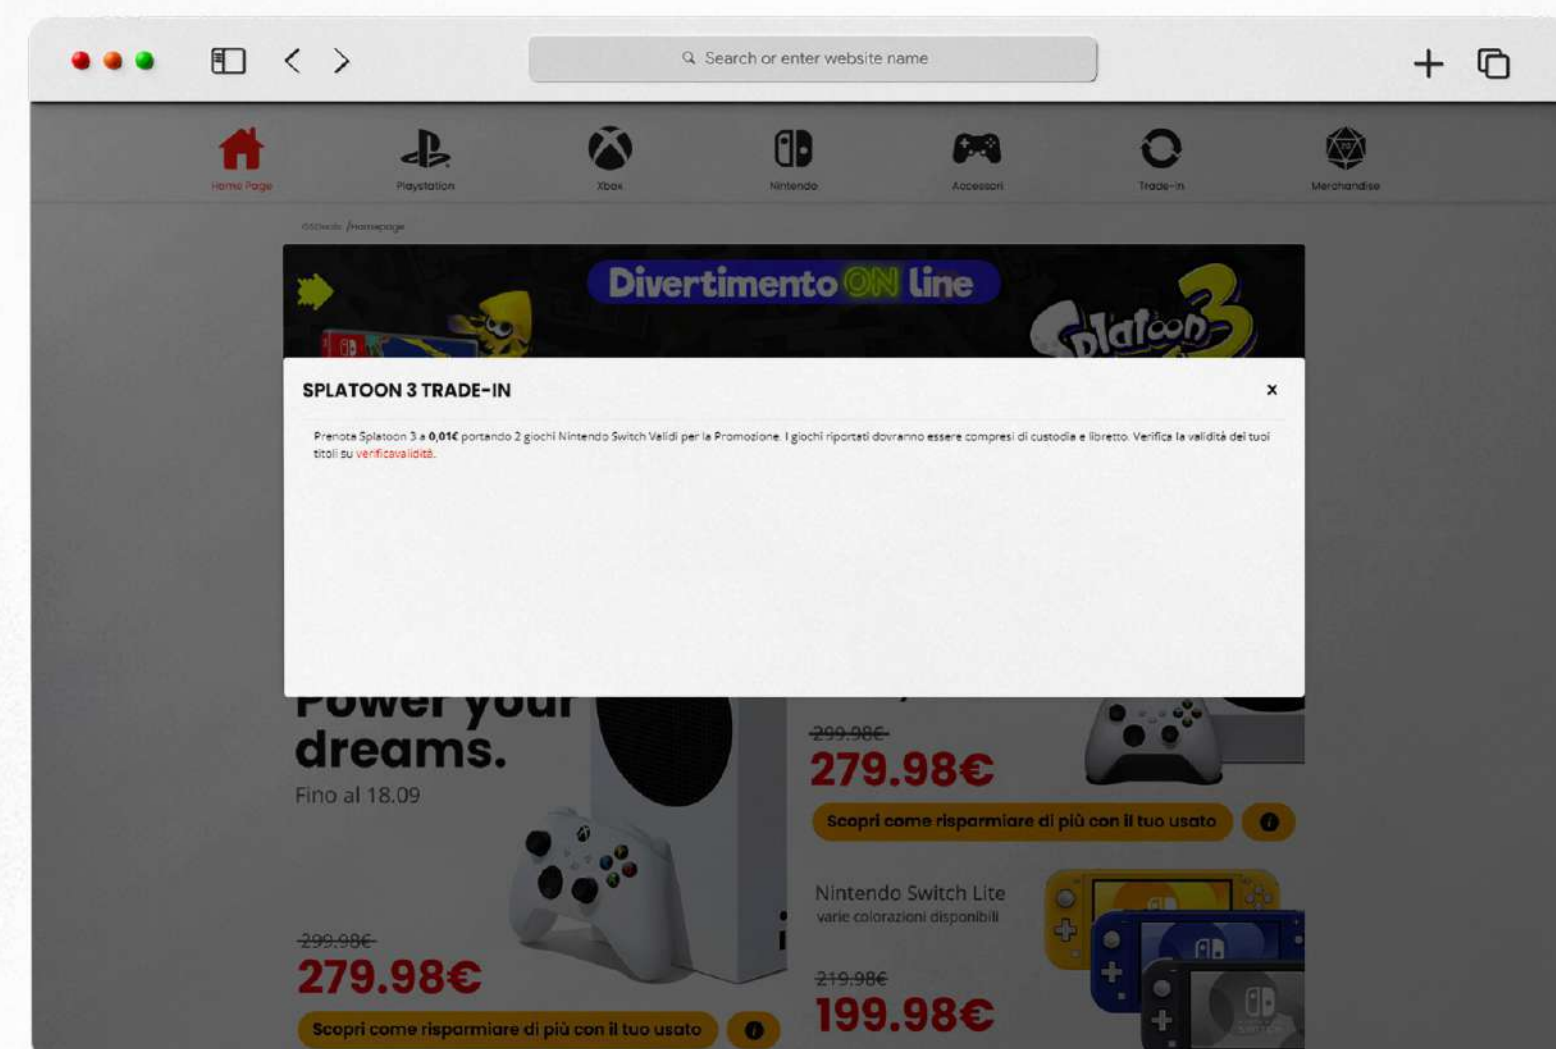 Search or enter website name
Home Page
Playstation
Xbox
Nintendo
Accessori
Trade-In
Merchandise
/Homepage
Divertimento ON line
Splatoon 3
SPLATOON 3 TRADE-IN
x
Prenota Splatoon 3 a 0,01€ portando 2 giochi Nintendo Switch Validi per la Promozione. I giochi riportati dovranno essere compresi di custodia e libretto. Verifica la validità dei tuoi
titoli su verificavalidità.
Power your
dreams.
Fino al 18.09
299.98€
279.98€
Scopri come risparmiare di più con il tuo usato
299.98€
279.98€
Scopri come risparmiare di più con il tuo usato
Nintendo Switch Lite
varie colorazioni disponibili
219.98€
199.98€